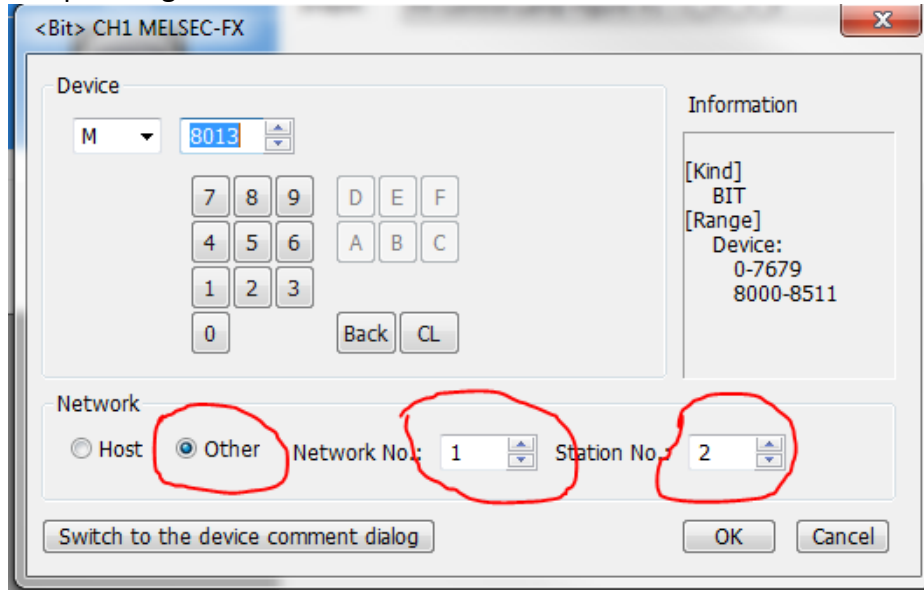 <Bit> CH1 MELSEC-FX
Device
M 8013
Information
[Kind]
BIT
[Range]
Device:
0-7679
8000-8511
7 8 9 D E F
4 5 6 A B C
1 2 3
0 Back CL
Network
Host Other Network No.: 1 Station No.: 2
Switch to the device comment dialog OK Cancel